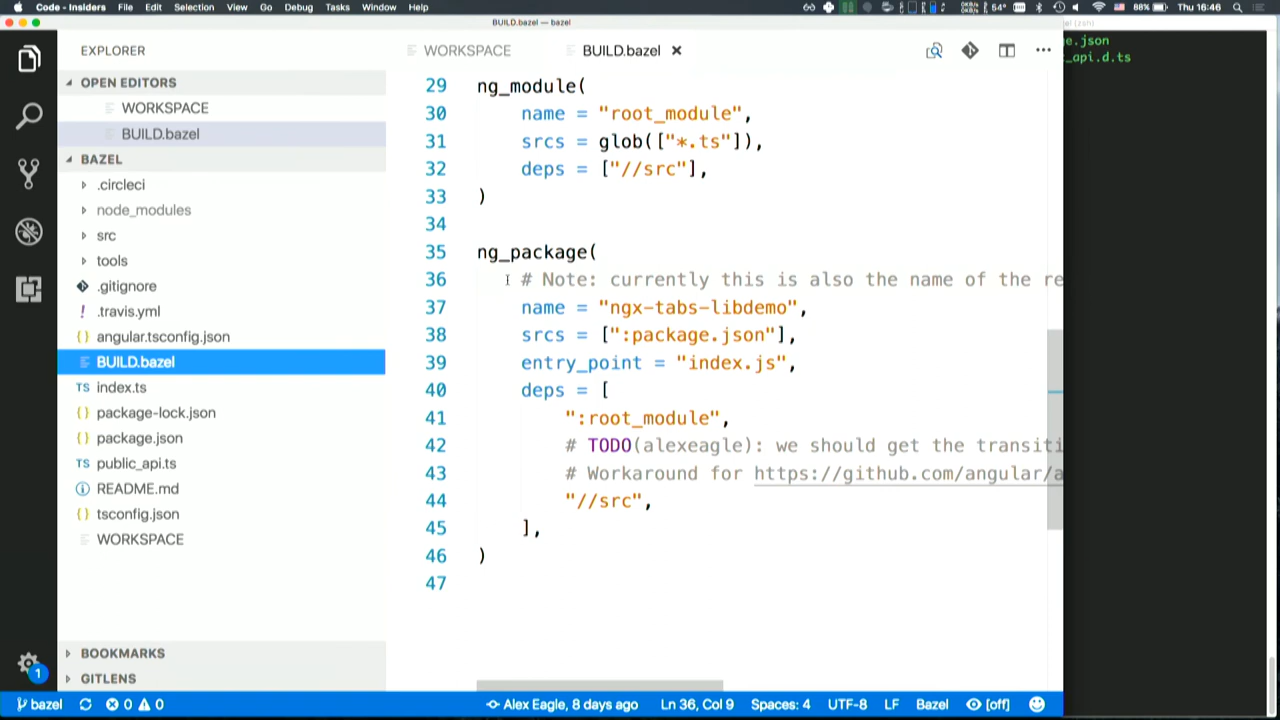 Code - Insiders File Edit Selection View Go Debug Tasks Window Help 64° 88% Thu 16:46
BUILD.bazel — bazel
EXPLORER
OPEN EDITORS
WORKSPACE
BUILD.bazel
BAZEL
.circleci
node_modules
src
tools
.gitignore
! .travis.yml
{ } angular.tsconfig.json
BUILD.bazel
TS index.ts
{ } package-lock.json
{ } package.json
TS public_api.ts
README.md
{ } tsconfig.json
WORKSPACE
BOOKMARKS
GITLENS
1
WORKSPACE BUILD.bazel
29 ng_module(
30 name = "root_module",
31 srcs = glob(["*.ts"]),
32 deps = ["//src"],
33 )
34
35 ng_package(
36 # Note: currently this is also the name of the re
37 name = "ngx-tabs-libdemo",
38 srcs = [":package.json"],
39 entry_point = "index.js",
40 deps = [
41 ":root_module",
42 # TODO(alexeagle): we should get the transiti
43 # Workaround for https://github.com/angular/a
44 "//src",
45 ],
46 )
47
(zsh)
ge.json
_api.d.ts
bazel 0 0 Alex Eagle, 8 days ago Ln 36, Col 9 Spaces: 4 UTF-8 LF Bazel [off]